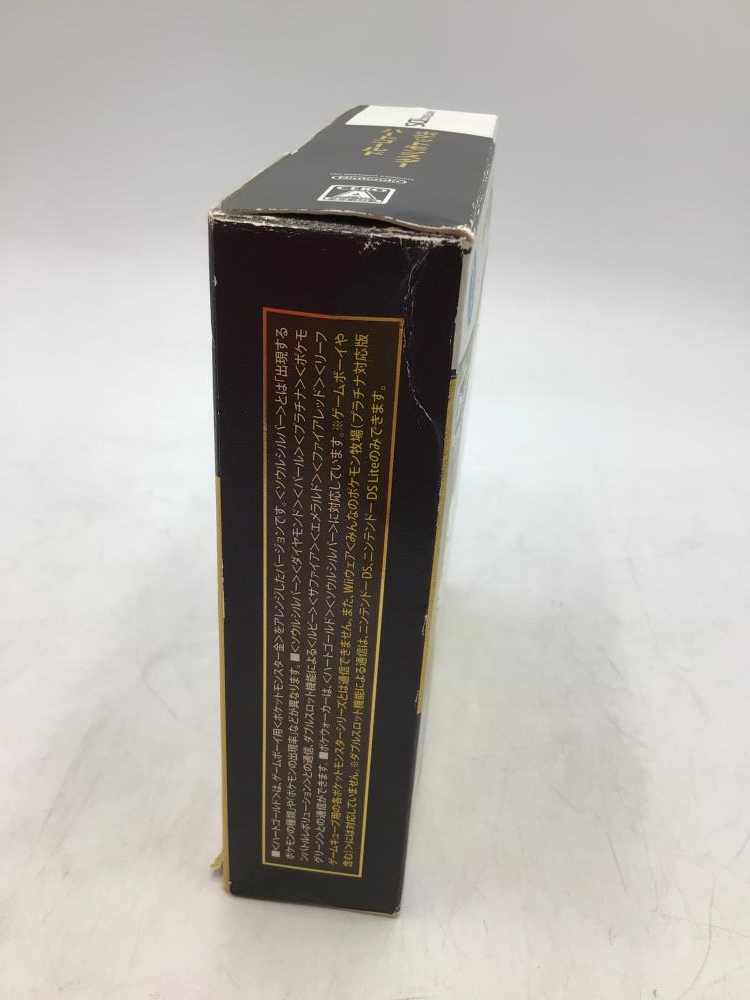 ■<ハートゴールド>は、ゲームボーイ用<ポケットモンスター金>をアレンジしたバージョンです。<ソウルシルバー>とは「出現する
ポケモンの種類」や「ポケモンの出現率」などが異なります。■<ソウルシルバー><ダイヤモンド><パール><プラチナ><ポケモ
ンバトルレボリューション>との通信、ダブルスロット機能による<ルビー><サファイア><エメラルド><ファイアレッド><リーフ
グリーン>との通信ができます。■ポケウォーカーは、<ハートゴールド><ソウルシルバー>に対応しています。※ゲームボーイや
ゲームキューブ用の各ポケットモンスターシリーズとは通信できません。また、Wiiウェア<みんなのポケモン牧場(プラチナ対応版
含む)>には対応していません。※ダブルスロット機能による通信は、ニンテンドーDS、ニンテンドーDS Liteのみできます。
CERO
A